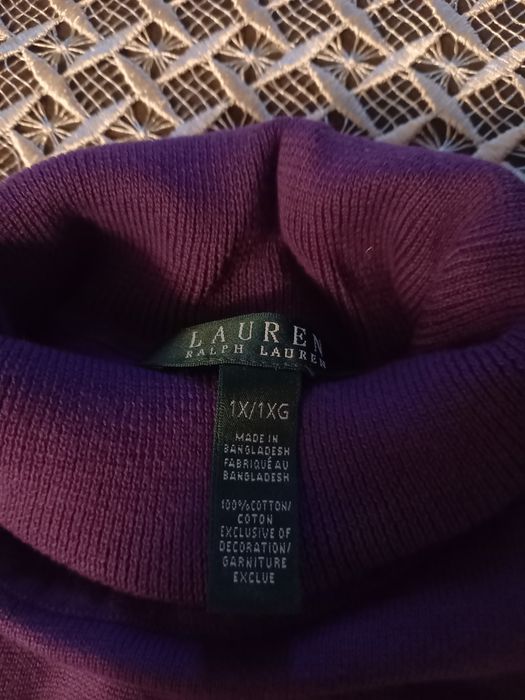 LAUREN
RALPH LAUREN
1X/1XG
MADE IN
BANGLADESH
FABRIQUÉ AU
BANGLADESH
100%COTTON/
COTON
EXCLUSIVE OF
DECORATION/
GARNITURE
EXCLUE